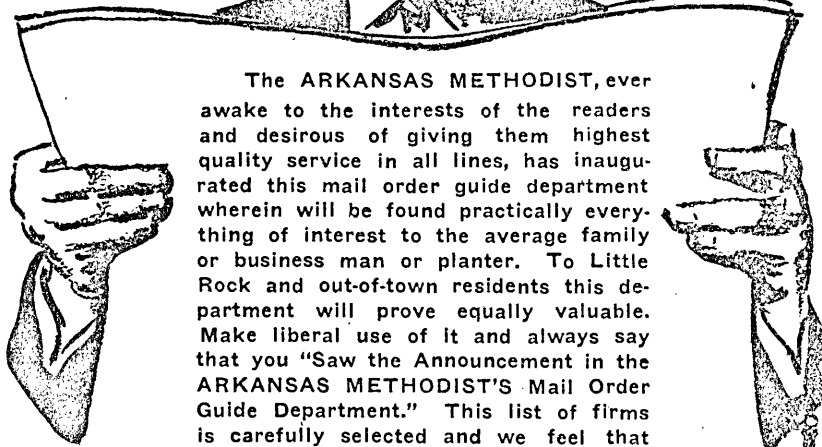 The ARKANSAS METHODIST, ever
awake to the interests of the readers
and desirous of giving them highest
quality service in all lines, has inaugu-
rated this mail order guide department
wherein will be found practically every-
thing of interest to the average family
or business man or planter. To Little
Rock and out-of-town residents this de-
partment will prove equally valuable.
Make liberal use of it and always say
that you "Saw the Announcement in the
ARKANSAS METHODIST'S Mail Order
Guide Department." This list of firms
is carefully selected and we feel that